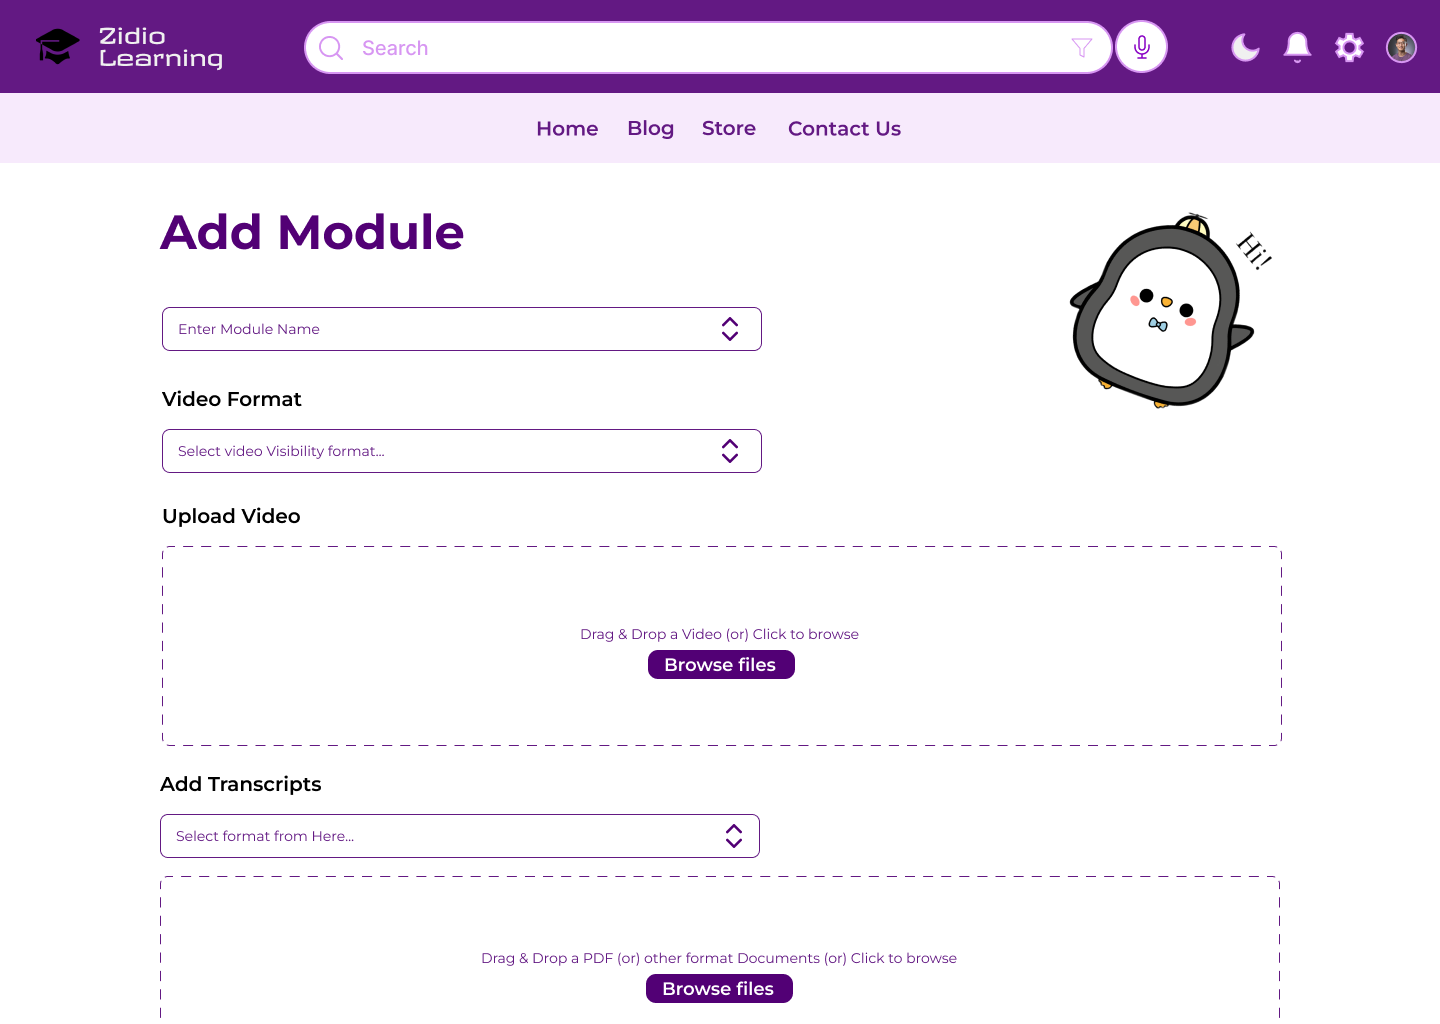 Zidio
Learning
Search
Home Blog Store Contact Us
Add Module
Hi!
Enter Module Name
Video Format
Select video Visibility format...
Upload Video
Drag & Drop a Video (or) Click to browse
Browse files
Add Transcripts
Select format from Here...
Drag & Drop a PDF (or) other format Documents (or) Click to browse
Browse files